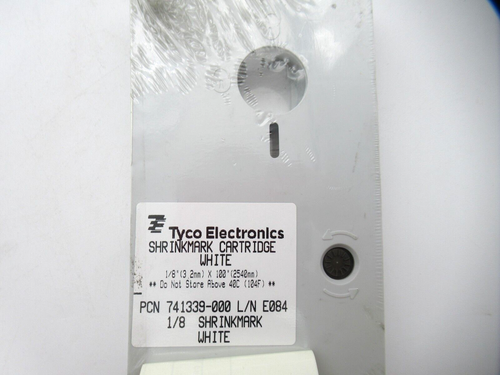 Tyco Electronics
SHRINKMARK CARTRIDGE
WHITE
1/8"(3.2mm) X 100"(2540mm)
** Do Not Store Above 40C (104F) **
PCN 741339-000 L/N E084
1/8 SHRINKMARK
WHITE